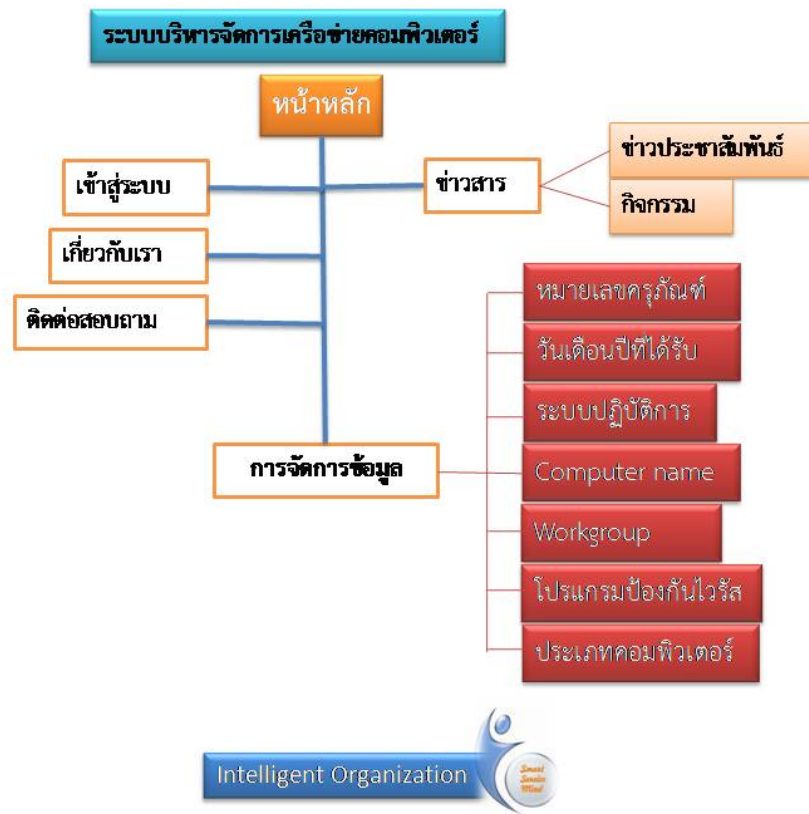 ระบบบริหารจัดการเครือข่ายคอมพิวเตอร์
หน้าหลัก
เข้าสู่ระบบ
เกี่ยวกับเรา
ติดต่อสอบถาม
ข่าวสาร
ข่าวประชาสัมพันธ์
กิจกรรม
การจัดการข้อมูล
หมายเลขครุภัณฑ์
วันเดือนปีที่ได้รับ
ระบบปฏิบัติการ
Computer name
Workgroup
โปรแกรมป้องกันไวรัส
ประเภทคอมพิวเตอร์
Intelligent Organization
Smart
Service
Mind